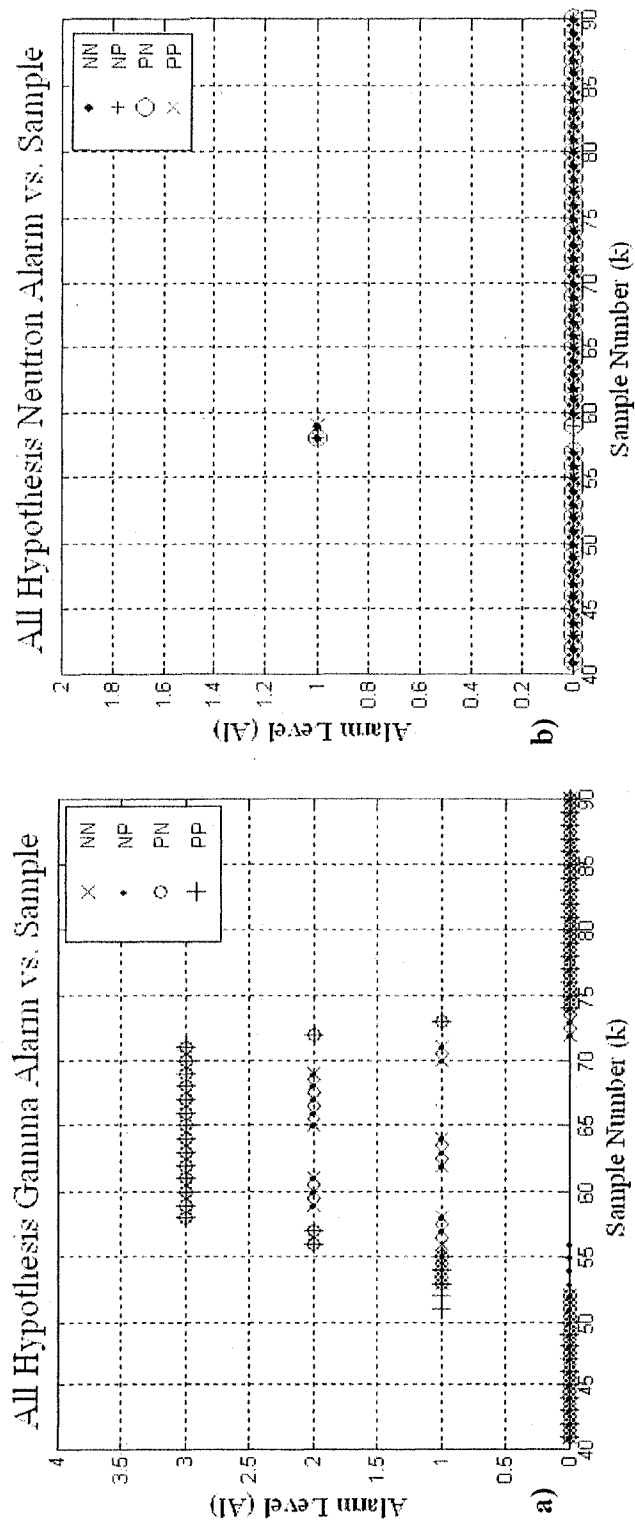 All Hypothesis Gamma Alarm vs. Sample
4
3.5
3
2.5
2
1.5
1
0.5
0
Alarm Level (Al)
NN
NP
PN
PP
40 45 50 55 60 65 70 75 80 85 90
a)
Sample Number (k)
All Hypothesis Neutron Alarm vs. Sample
2
1.8
1.6
1.4
1.2
1
0.8
0.6
0.4
0.2
0
Alarm Level (Al)
NN
NP
PN
PP
40 45 50 55 60 65 70 75 80 85 90
b)
Sample Number (k)